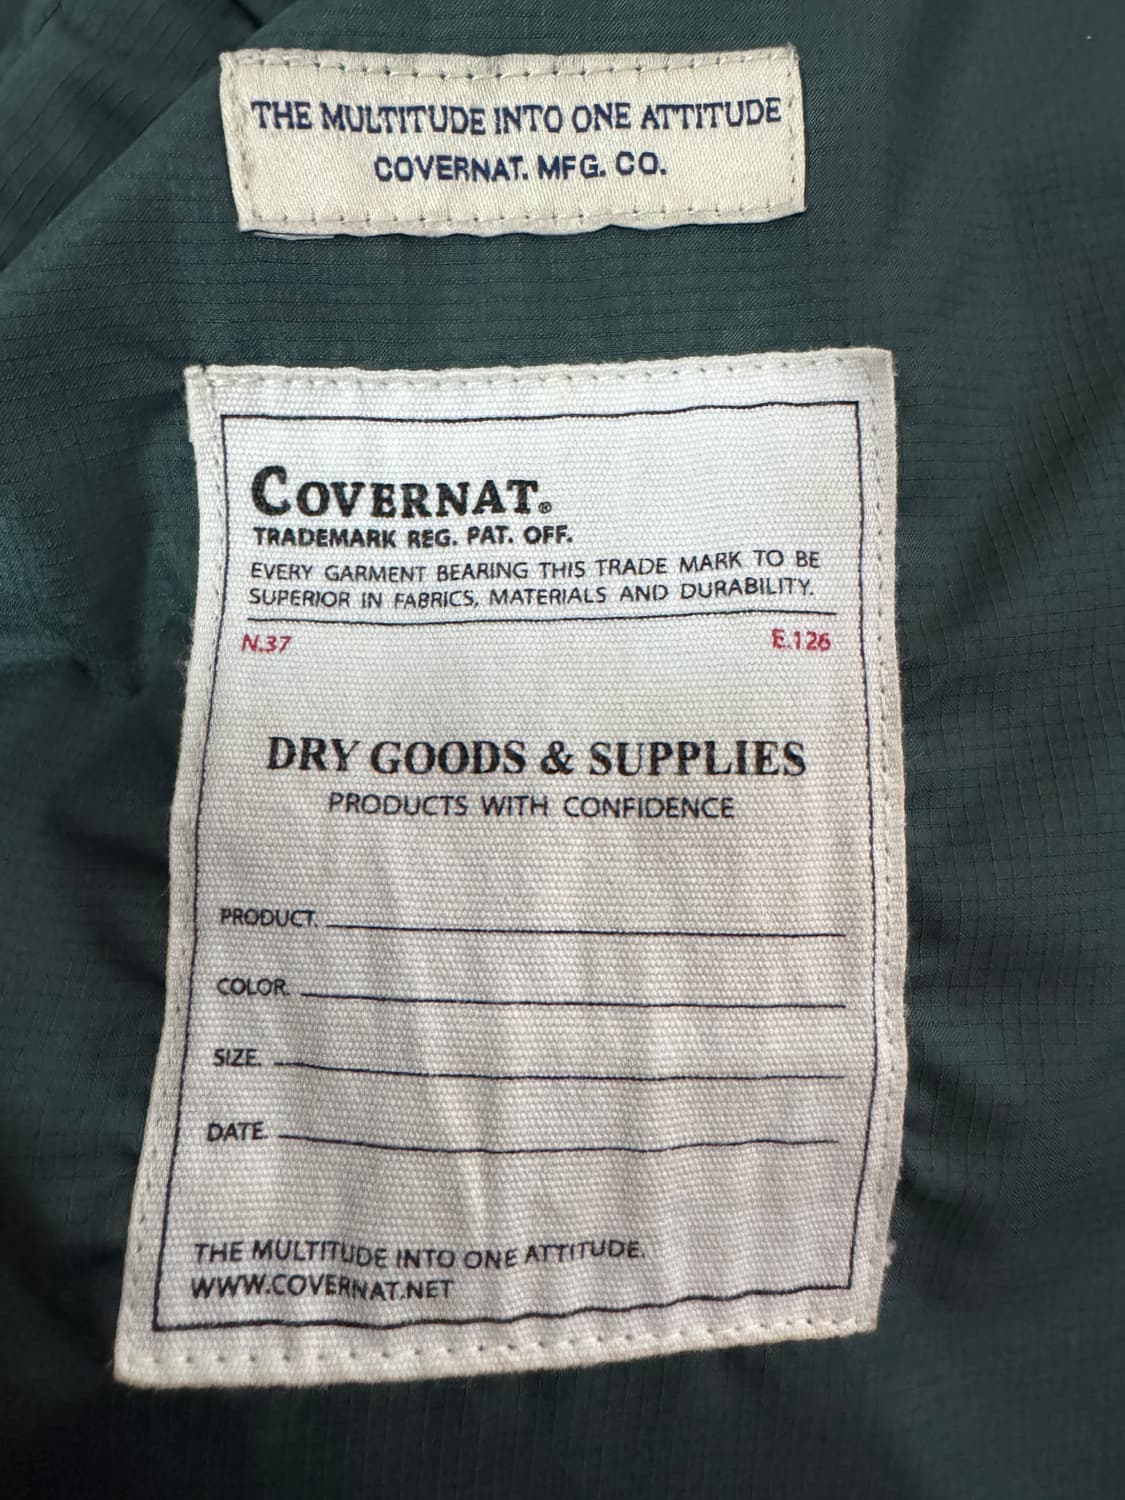 THE MULTITUDE INTO ONE ATTITUDE
COVERNAT. MFG. CO.
COVERNAT.®
TRADEMARK REG. PAT. OFF.
EVERY GARMENT BEARING THIS TRADE MARK TO BE
SUPERIOR IN FABRICS, MATERIALS AND DURABILITY.
N.37 E.126
DRY GOODS & SUPPLIES
PRODUCTS WITH CONFIDENCE
PRODUCT.
COLOR.
SIZE.
DATE.
THE MULTITUDE INTO ONE ATTITUDE.
WWW.COVERNAT.NET